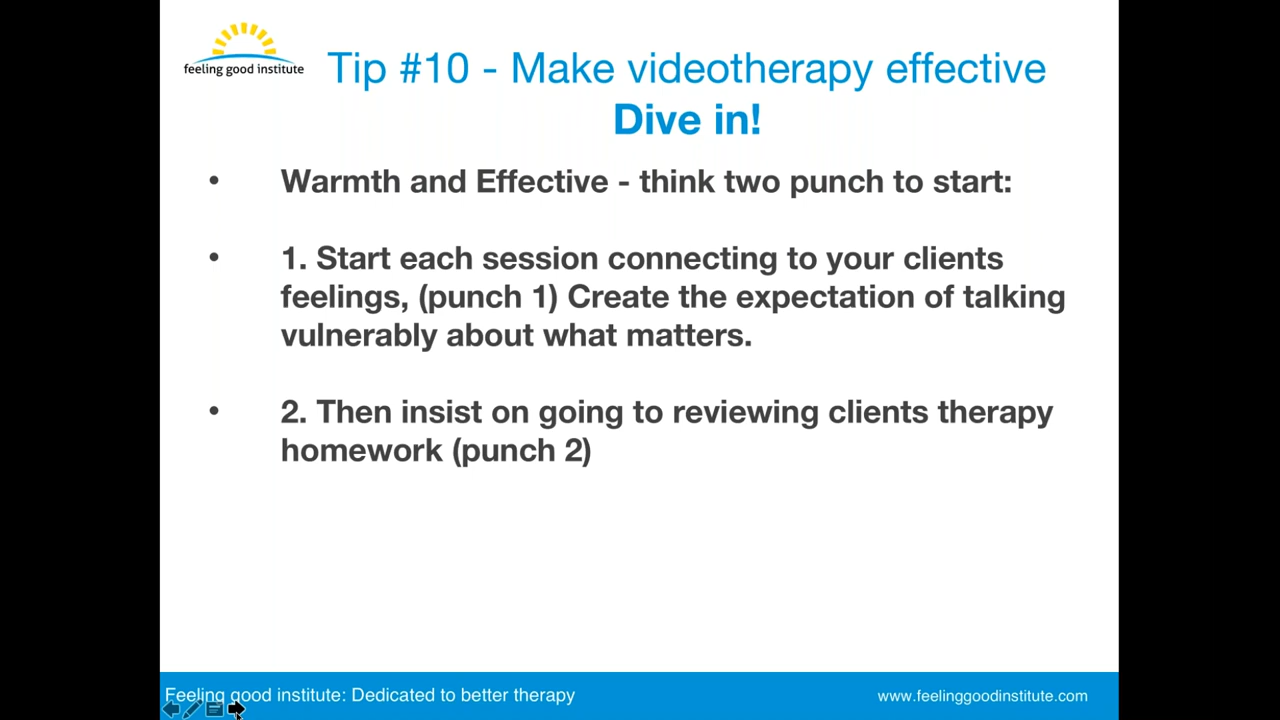 feeling good institute
Tip #10 - Make videotherapy effective
Dive in!
• Warmth and Effective - think two punch to start:
• 1. Start each session connecting to your clients
feelings, (punch 1) Create the expectation of talking
vulnerably about what matters.
• 2. Then insist on going to reviewing clients therapy
homework (punch 2)
Feeling good institute: Dedicated to better therapy
www.feelinggoodinstitute.com